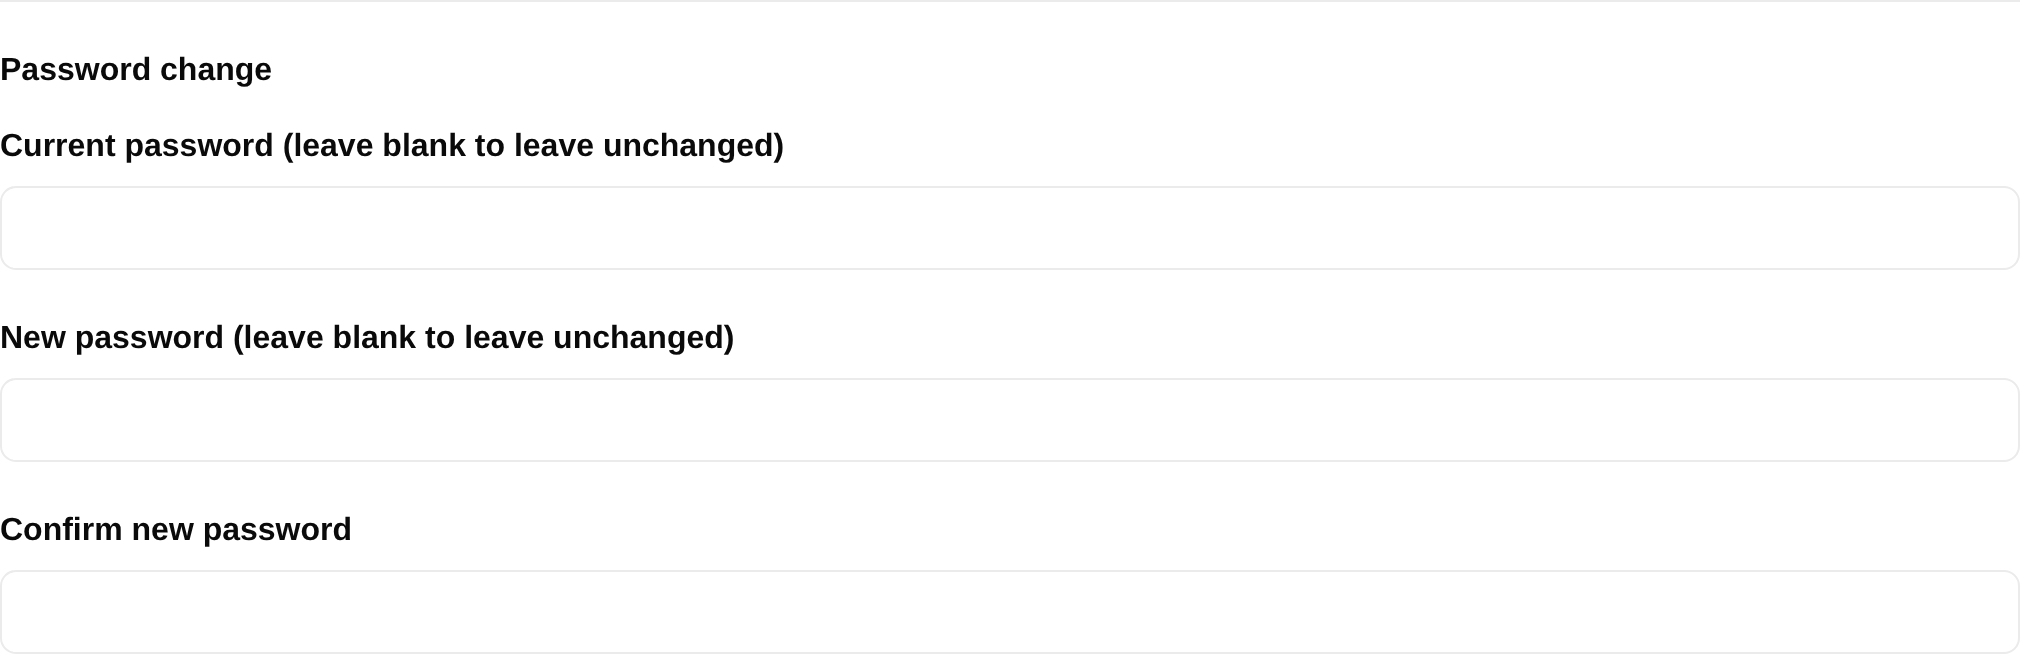 Password change
Current password (leave blank to leave unchanged)
New password (leave blank to leave unchanged)
Confirm new password